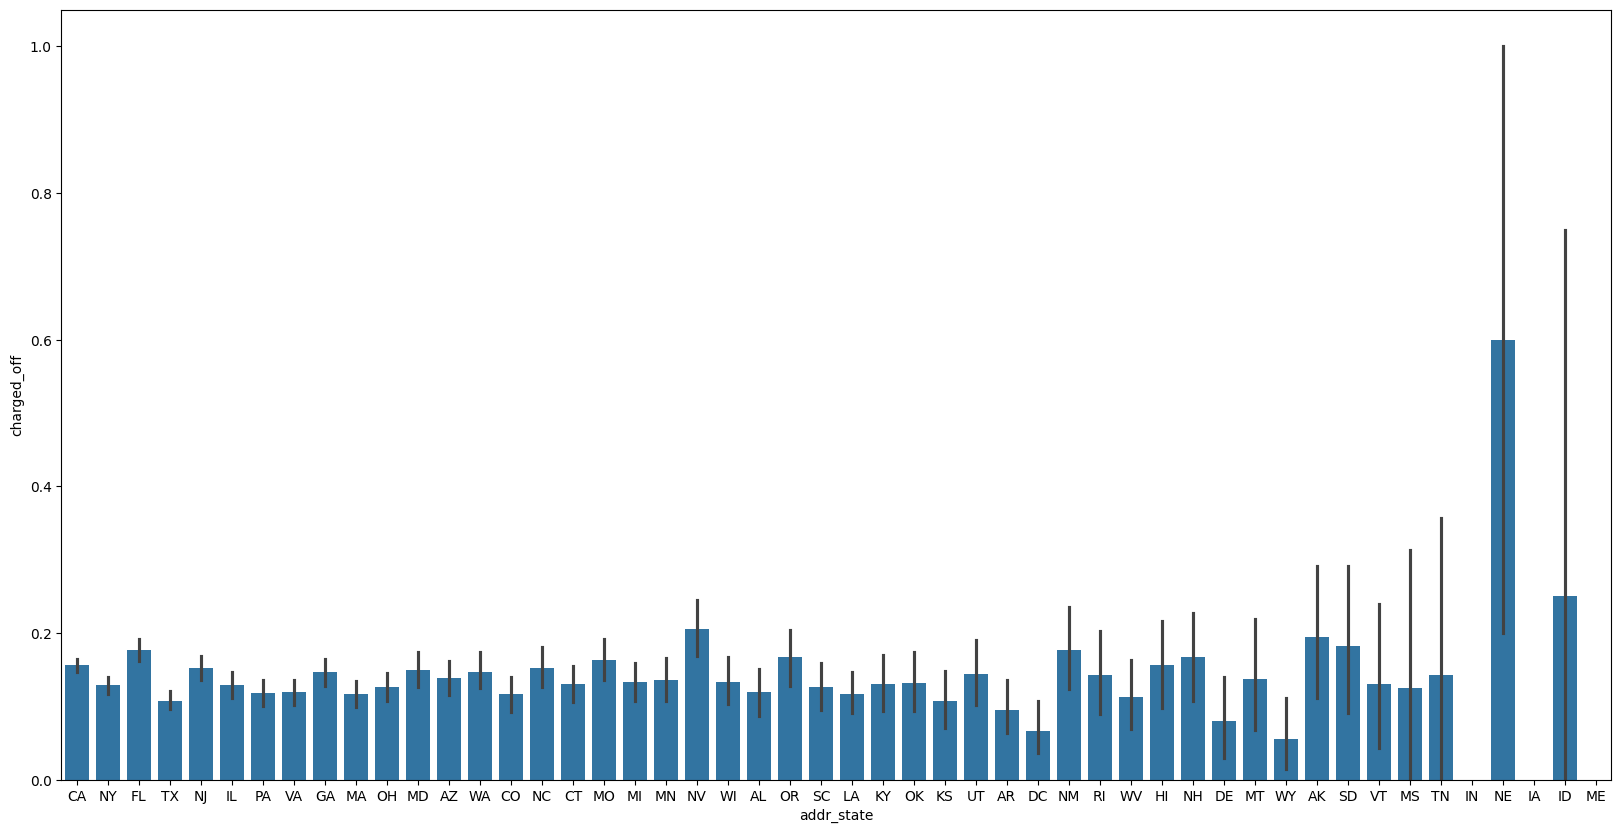 charged_off
1.0
0.8
0.6
0.4
0.2
0.0
CA NY FL TX NJ IL PA VA GA MA OH MD AZ WA CO NC CT MO MI MN NV WI AL OR SC LA KY OK KS UT AR DC NM RI WV HI NH DE MT WY AK SD VT MS TN IN NE IA ID ME
addr_state